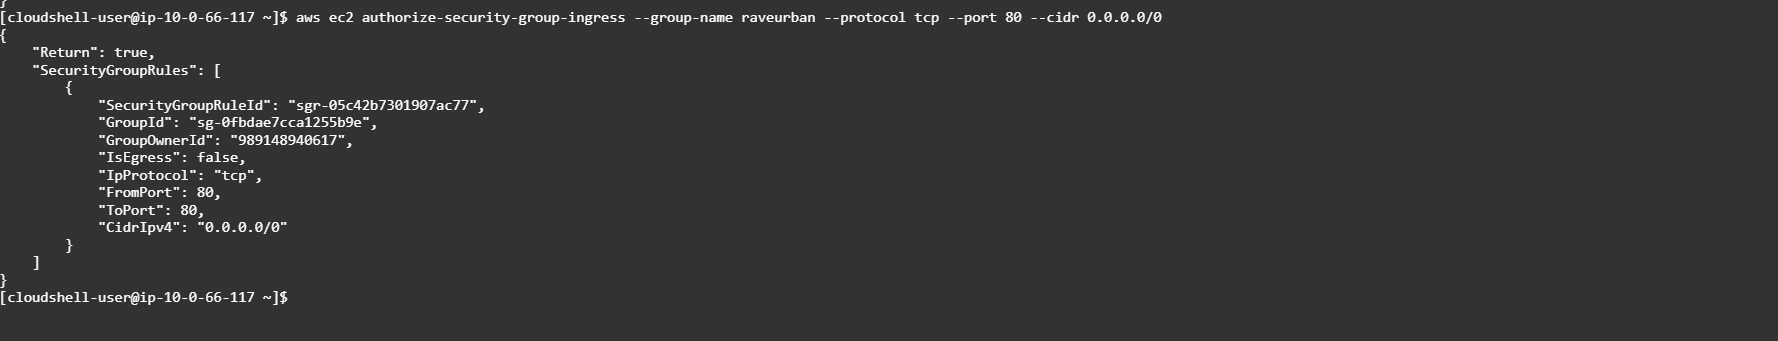 }
[cloudshell-user@ip-10-0-66-117 ~]$ aws ec2 authorize-security-group-ingress --group-name raveurban --protocol tcp --port 80 --cidr 0.0.0.0/0
{
    "Return": true,
    "SecurityGroupRules": [
        {
            "SecurityGroupRuleId": "sgr-05c42b7301907ac77",
            "GroupId": "sg-0fbdae7cca1255b9e",
            "GroupOwnerId": "989148940617",
            "IsEgress": false,
            "IpProtocol": "tcp",
            "FromPort": 80,
            "ToPort": 80,
            "CidrIpv4": "0.0.0.0/0"
        }
    ]
}
[cloudshell-user@ip-10-0-66-117 ~]$